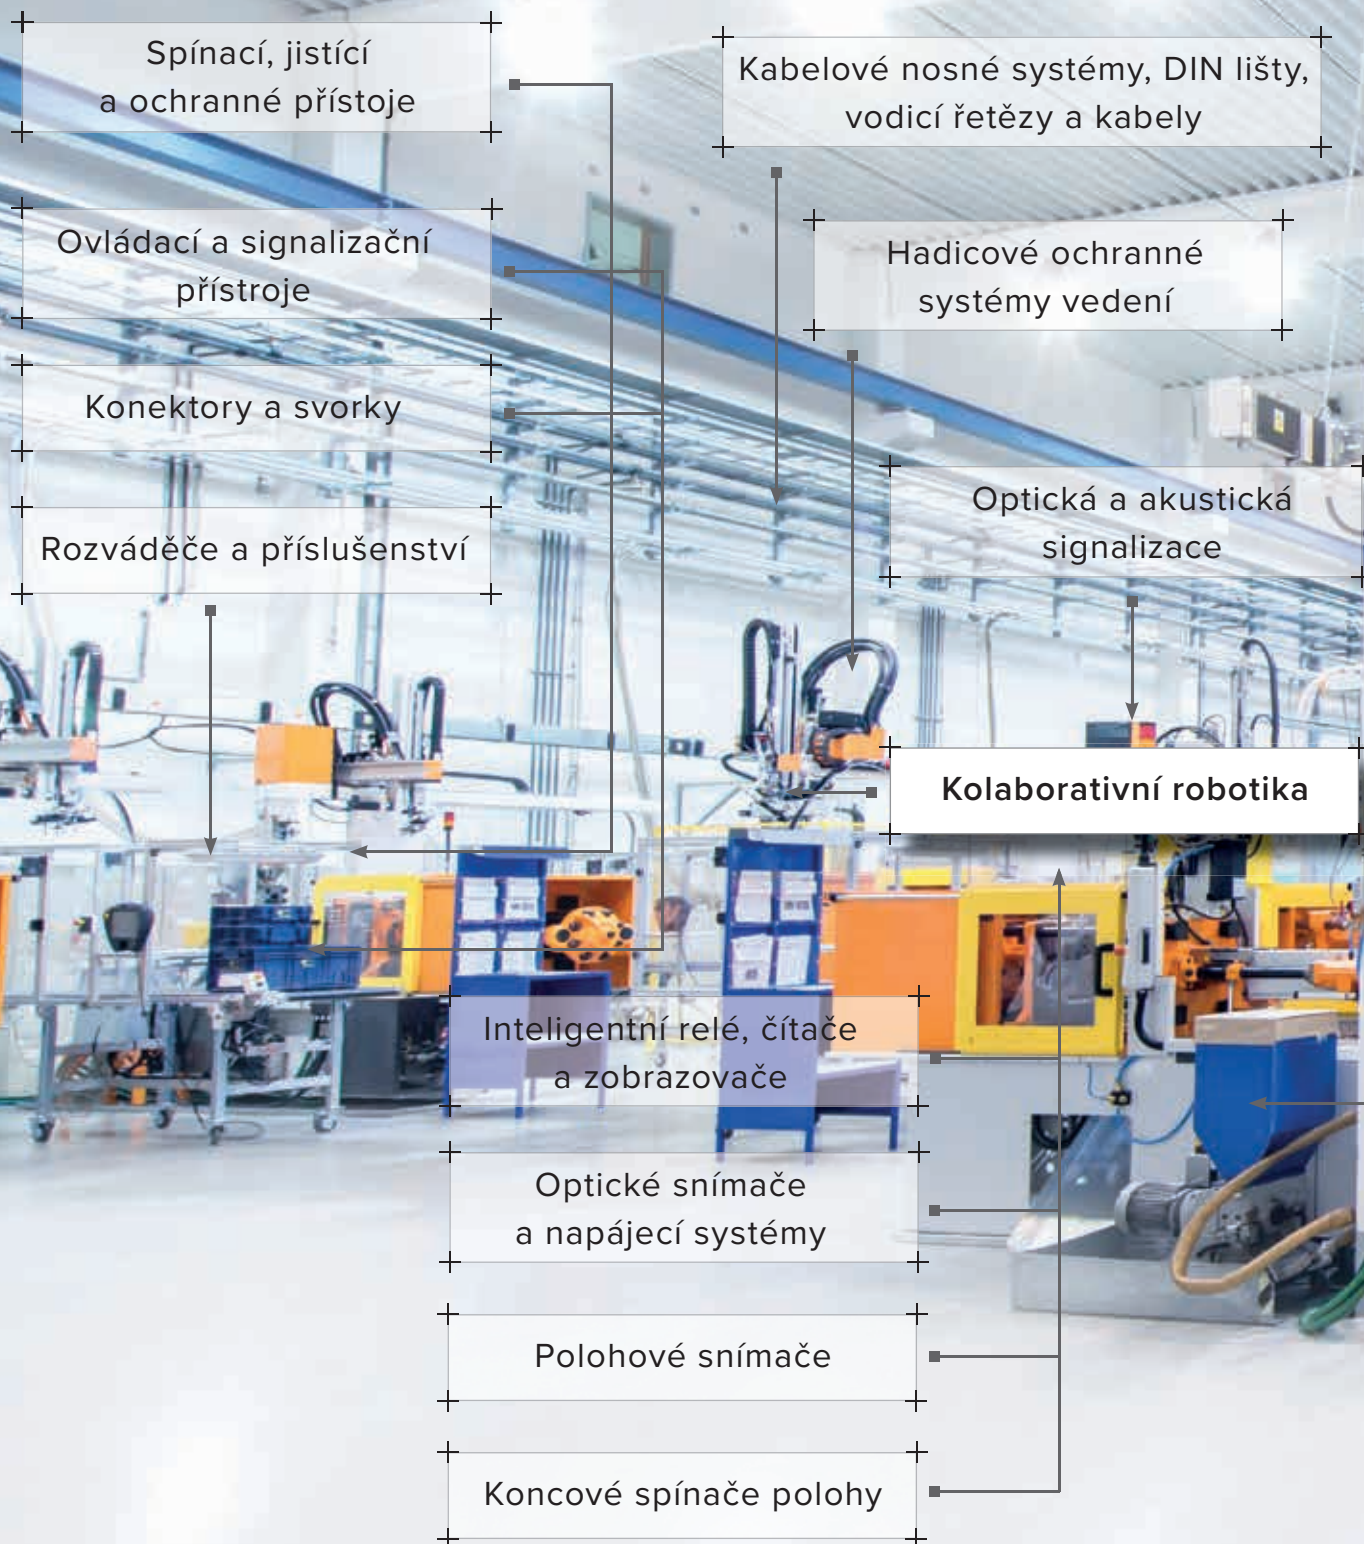 Spínací, jistící
a ochranné přístoje
Kabelové nosné systémy, DIN lišty,
vodicí řetězy a kabely
Ovládací a signalizační
přístroje
Hadicové ochranné
systémy vedení
Konektory a svorky
Optická a akustická
signalizace
Rozváděče a příslušenství
Kolaborativní robotika
Inteligentní relé, čítače
a zobrazovače
Optické snímače
a napájecí systémy
Polohové snímače
Koncové spínače polohy